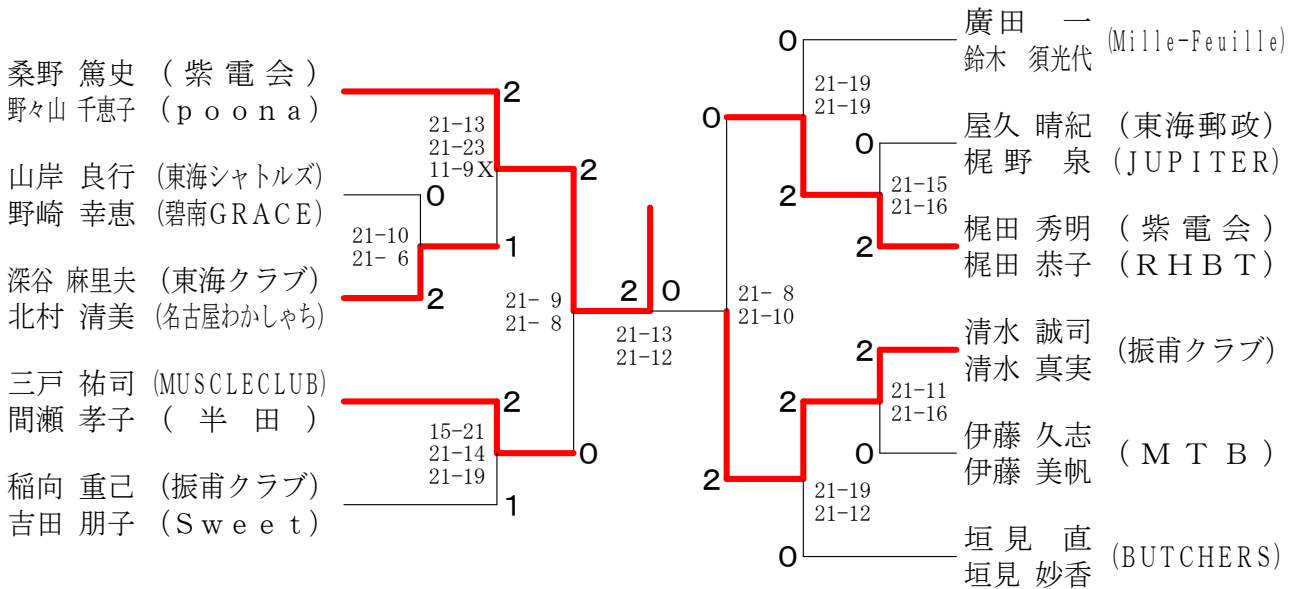 桑野 篤史 (紫電会)
野々山 千恵子 (poona)
山岸 良行 (東海シャトルズ)
野崎 幸恵 (碧南GRACE)
深谷 麻里夫 (東海クラブ)
北村 清美 (名古屋わかしゃち)
三戸 祐司 (MUSCLECLUB)
間瀬 孝子 (半田)
稲向 重己 (振甫クラブ)
吉田 朋子 (Sweet)
2
21-13
21-23
11-9X
0
21-10
21- 6
1
2
2
21- 9
21- 8
2
15-21
21-14
21-19
0
1
2 0
21-13
21-12
0
21-19
21-19
0
0
21-15
21-16
2
2
21- 8
21-10
2
21-11
21-16
2
0
2
21-19
21-12
0
廣田 一 (Mille-Feuille)
鈴木 須光代
屋久 晴紀 (東海郵政)
梶野 泉 (JUPITER)
梶田 秀明 (紫電会)
梶田 恭子 (RHBT)
清水 誠司 (振甫クラブ)
清水 真実
伊藤 久志 (MTB)
伊藤 美帆
垣見 直 (BUTCHERS)
垣見 妙香